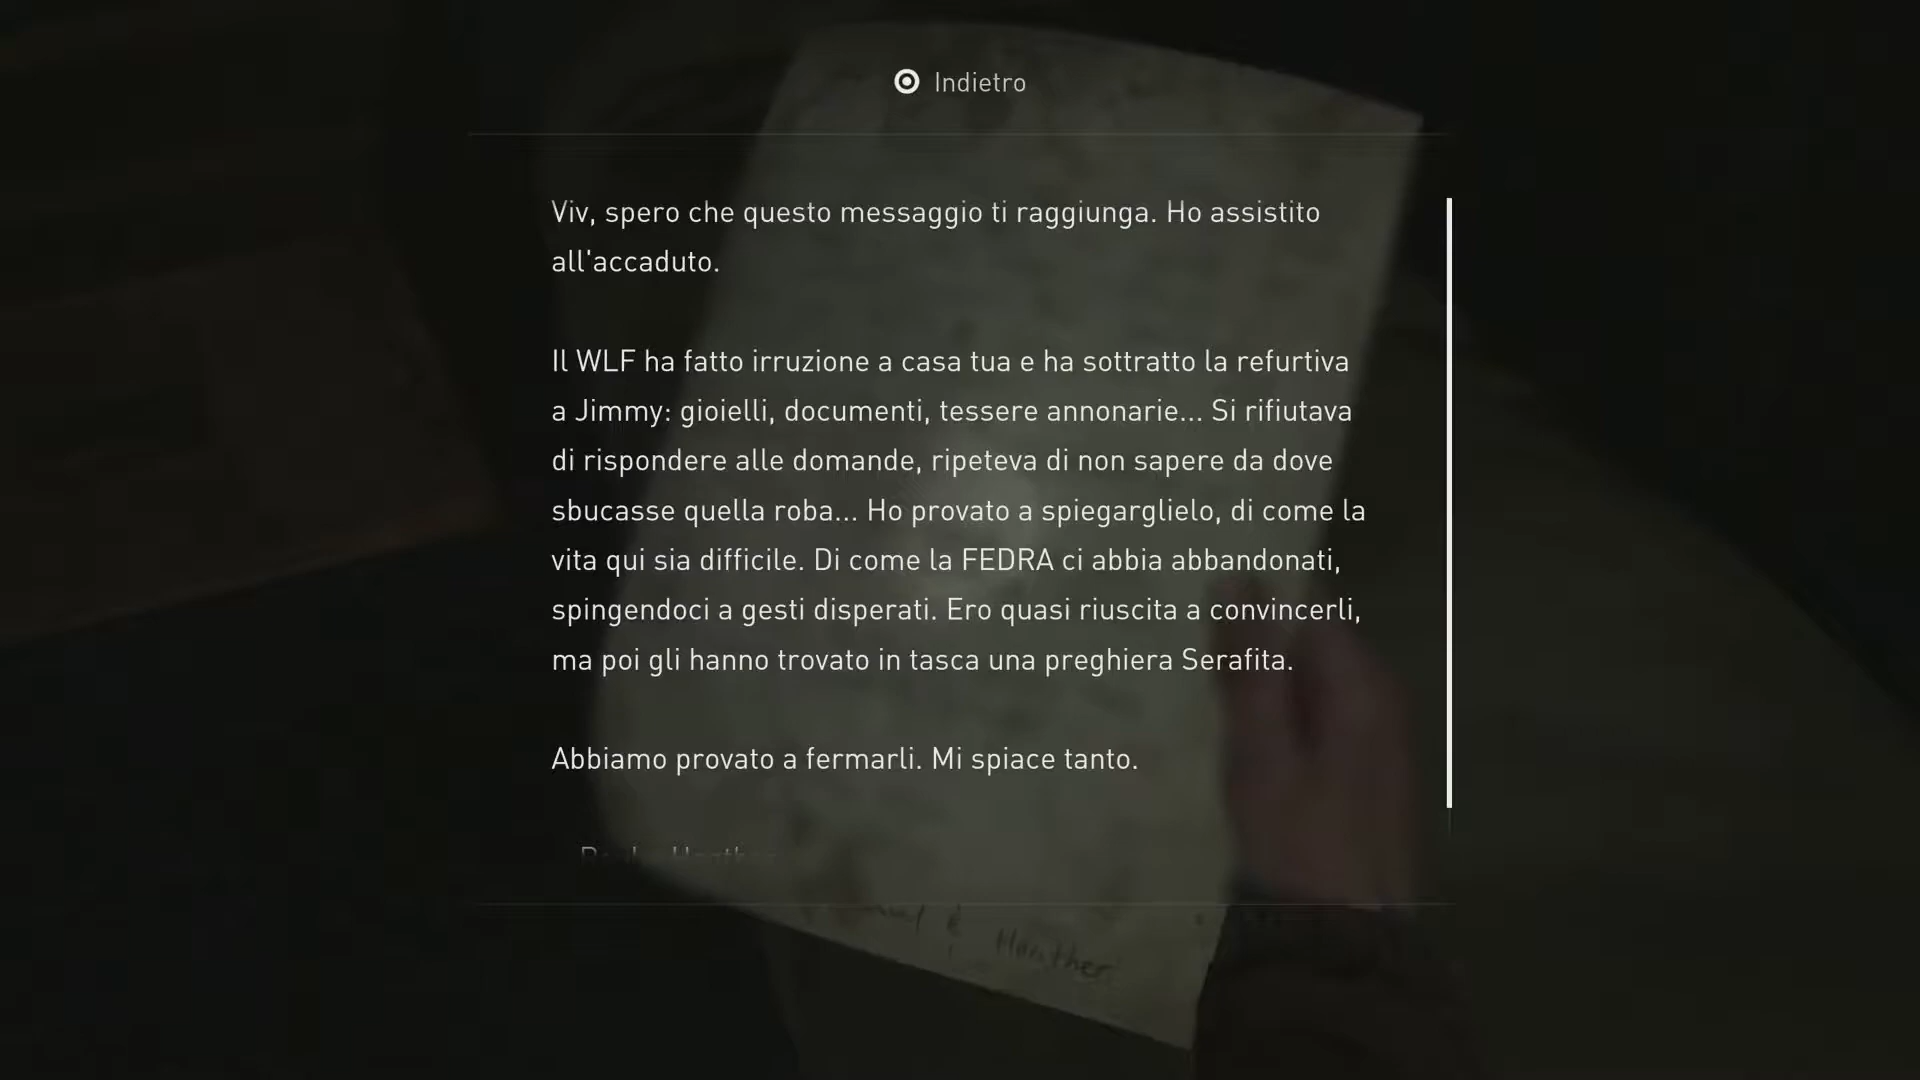 Indietro
Viv, spero che questo messaggio ti raggiunga. Ho assistito
all'accaduto.
Il WLF ha fatto irruzione a casa tua e ha sottratto la refurtiva
a Jimmy: gioielli, documenti, tessere annonarie... Si rifiutava
di rispondere alle domande, ripeteva di non sapere da dove
sbucasse quella roba... Ho provato a spiegarglielo, di come la
vita qui sia difficile. Di come la FEDRA ci abbia abbandonati,
spingendoci a gesti disperati. Ero quasi riuscita a convincerli,
ma poi gli hanno trovato in tasca una preghiera Serafita.
Abbiamo provato a fermarli. Mi spiace tanto.
Heather
Heather